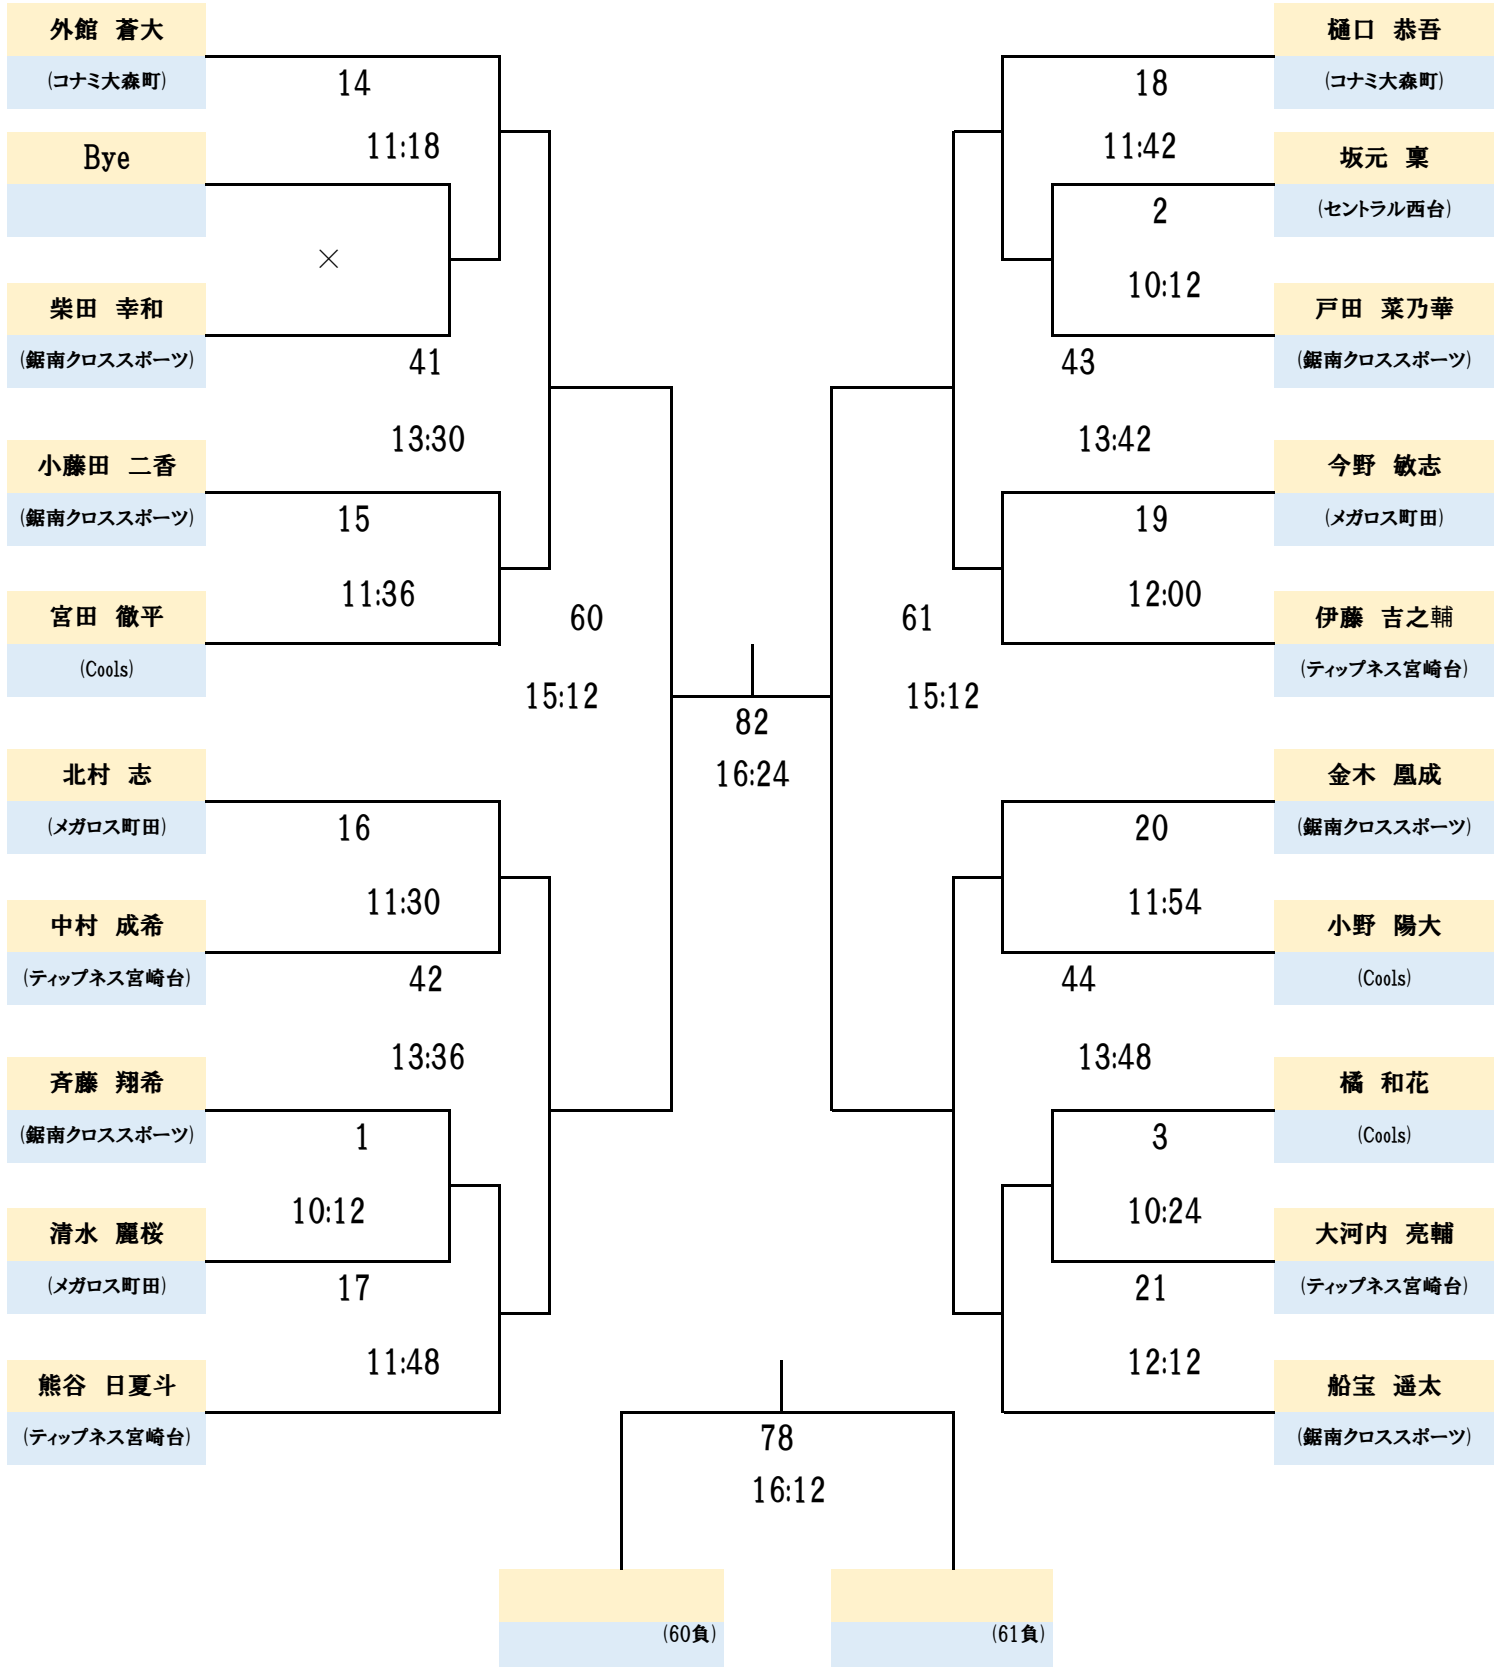 外館 蒼大
(コナミ大森町)
14
11:18
Bye
×
柴田 幸和
(鋸南クロススポーツ)
41
13:30
小藤田 二香
(鋸南クロススポーツ)
15
11:36
宮田 徹平
(Cools)
60
15:12
北村 志
(メガロス町田)
16
11:30
中村 成希
(ティップネス宮崎台)
42
13:36
斉藤 翔希
(鋸南クロススポーツ)
1
10:12
清水 麗桜
(メガロス町田)
17
11:48
熊谷 日夏斗
(ティップネス宮崎台)
82
16:24
樋口 恭吾
(コナミ大森町)
18
11:42
坂元 稟
(セントラル西台)
2
10:12
戸田 菜乃華
(鋸南クロススポーツ)
43
13:42
今野 敏志
(メガロス町田)
19
12:00
伊藤 吉之輔
(ティップネス宮崎台)
61
15:12
金木 凰成
(鋸南クロススポーツ)
20
11:54
小野 陽大
(Cools)
44
13:48
橘 和花
(Cools)
3
10:24
大河内 亮輔
(ティップネス宮崎台)
21
12:12
船宝 遥太
(鋸南クロススポーツ)
78
16:12
(60負)
(61負)